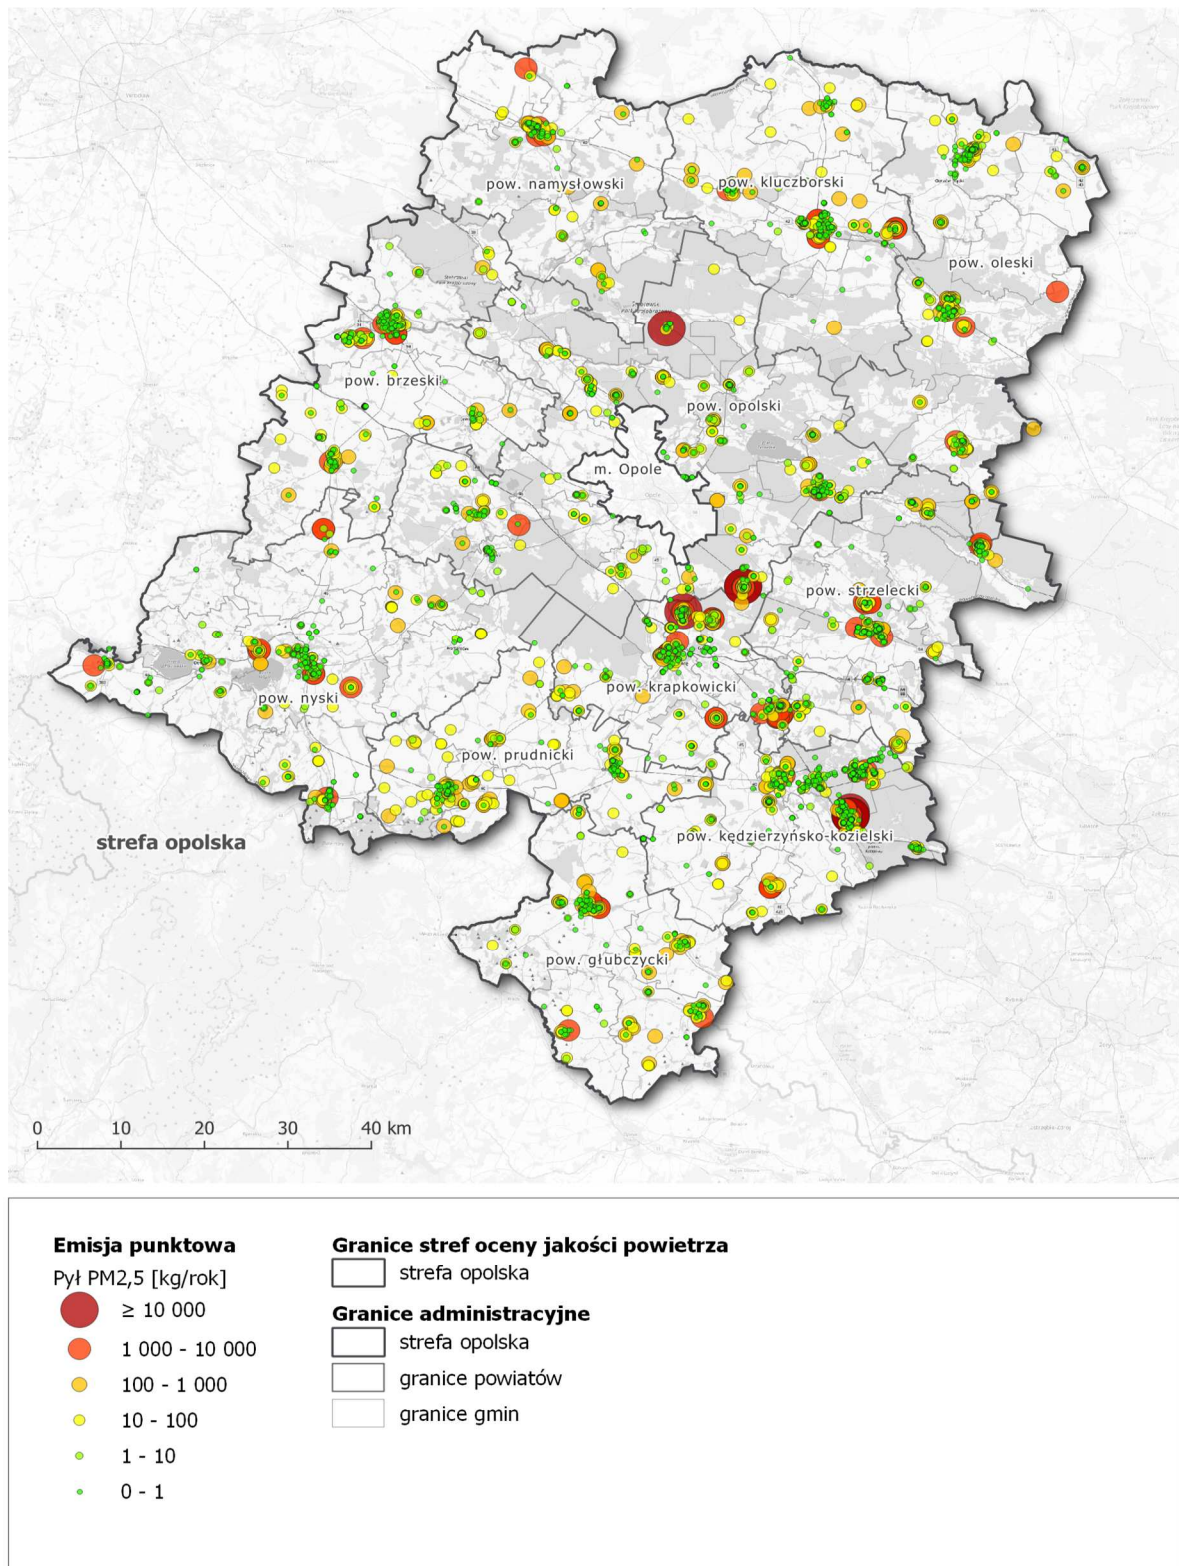 pow. namysłowski
pow. kluczborski
pow. oleski
pow. brzeski
pow. opolski
m. Opole
pow. strzelecki
pow. nyski
pow. krapkowicki
pow. prudnicki
pow. kędzierzyńsko-kozielski
strefa opolska
pow. głubczycki
0 10 20 30 40 km
Emisja punktowa
Pył PM2,5 [kg/rok]
≥ 10 000
1 000 - 10 000
100 - 1 000
10 - 100
1 - 10
0 - 1
Granice stref oceny jakości powietrza
strefa opolska
Granice administracyjne
strefa opolska
granice powiatów
granice gmin